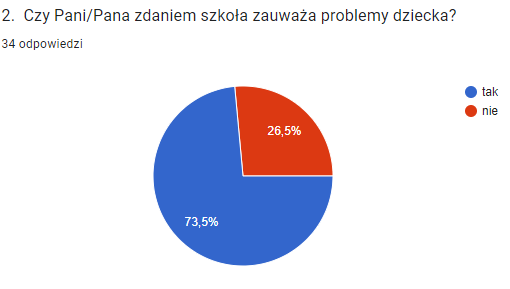 2. Czy Pani/Pana zdaniem szkoła zauważa problemy dziecka?
34 odpowiedzi
tak
nie
26,5%
73,5%